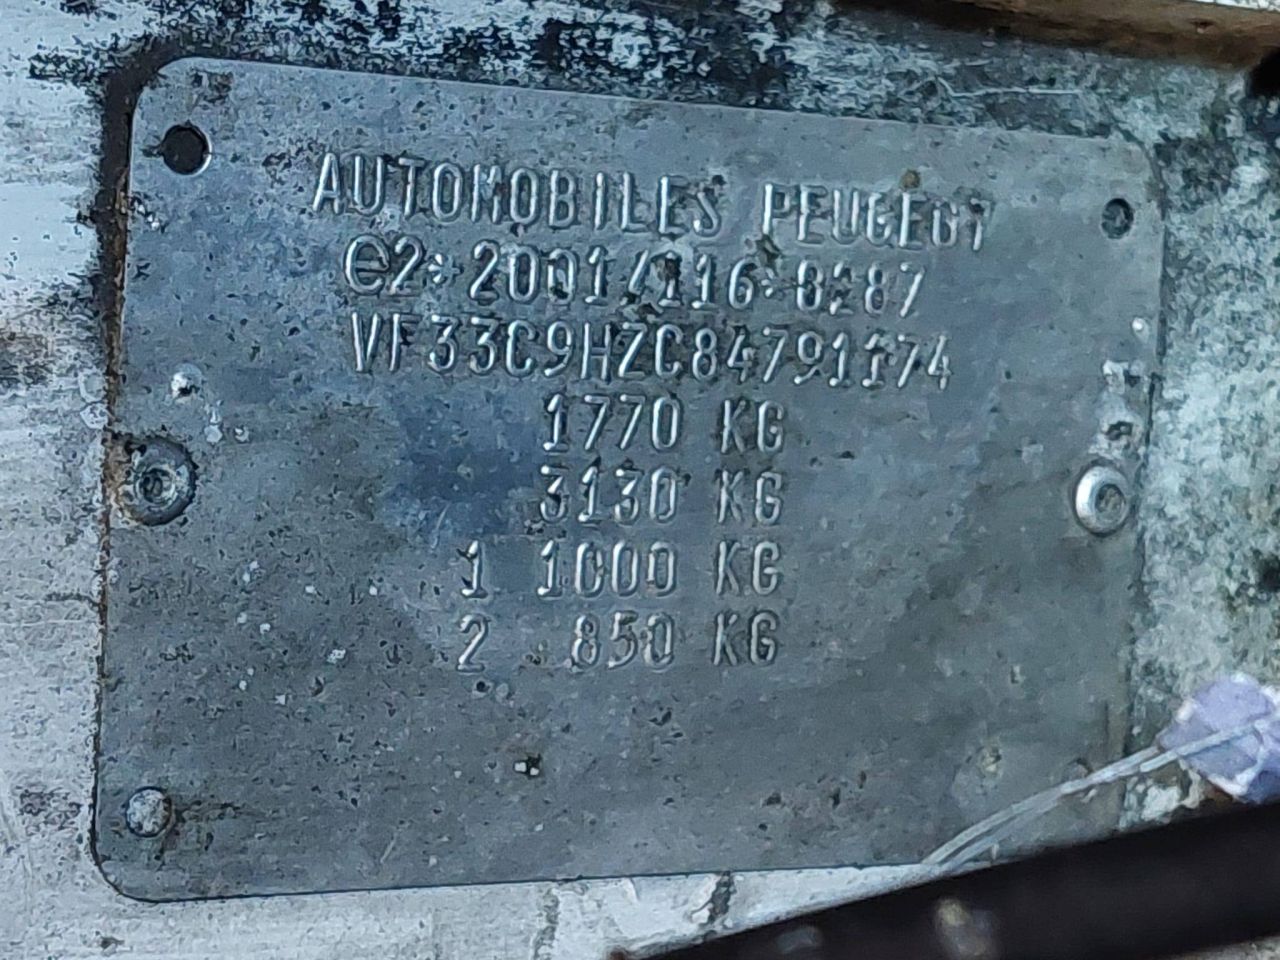 AUTOMOBILES PEUGEOT
e2*2001/116*0287
VF33C9HZC84791174
1770 KG
3130 KG
1 1000 KG
2 850 KG